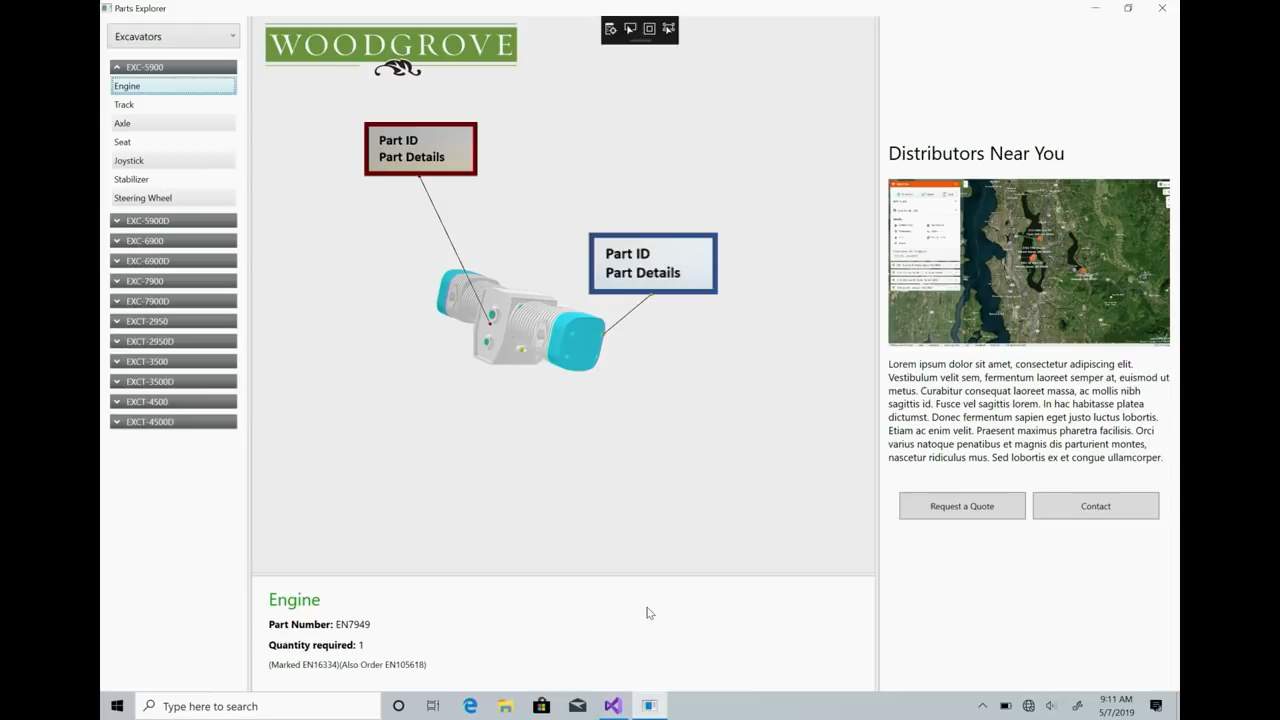 Parts Explorer
Excavators
EXC-5900
Engine
Track
Axle
Seat
Joystick
Stabilizer
Steering Wheel
EXC-5900D
EXC-6900
EXC-6900D
EXC-7900
EXC-7900D
EXCT-2950
EXCT-2950D
EXCT-3500
EXCT-3500D
EXCT-4500
EXCT-4500D
WOODGROVE
Part ID
Part Details
Part ID
Part Details
Engine
Part Number: EN7949
Quantity required: 1
(Marked EN16334)(Also Order EN105618)
Distributors Near You
Lorem ipsum dolor sit amet, consectetur adipiscing elit.
Vestibulum velit sem, fermentum laoreet semper at, euismod ut
metus. Curabitur consequat laoreet massa, ac mollis nibh
sagittis id. Fusce vel sagittis lorem. In hac habitasse platea
dictumst. Donec fermentum sapien eget justo luctus lobortis.
Etiam ac enim velit. Praesent maximus pharetra facilisis. Orci
varius natoque penatibus et magnis dis parturient montes,
nascetur ridiculus mus. Sed lobortis ex et congue ullamcorper.
Request a Quote
Contact
Type here to search
9:11 AM
5/7/2019